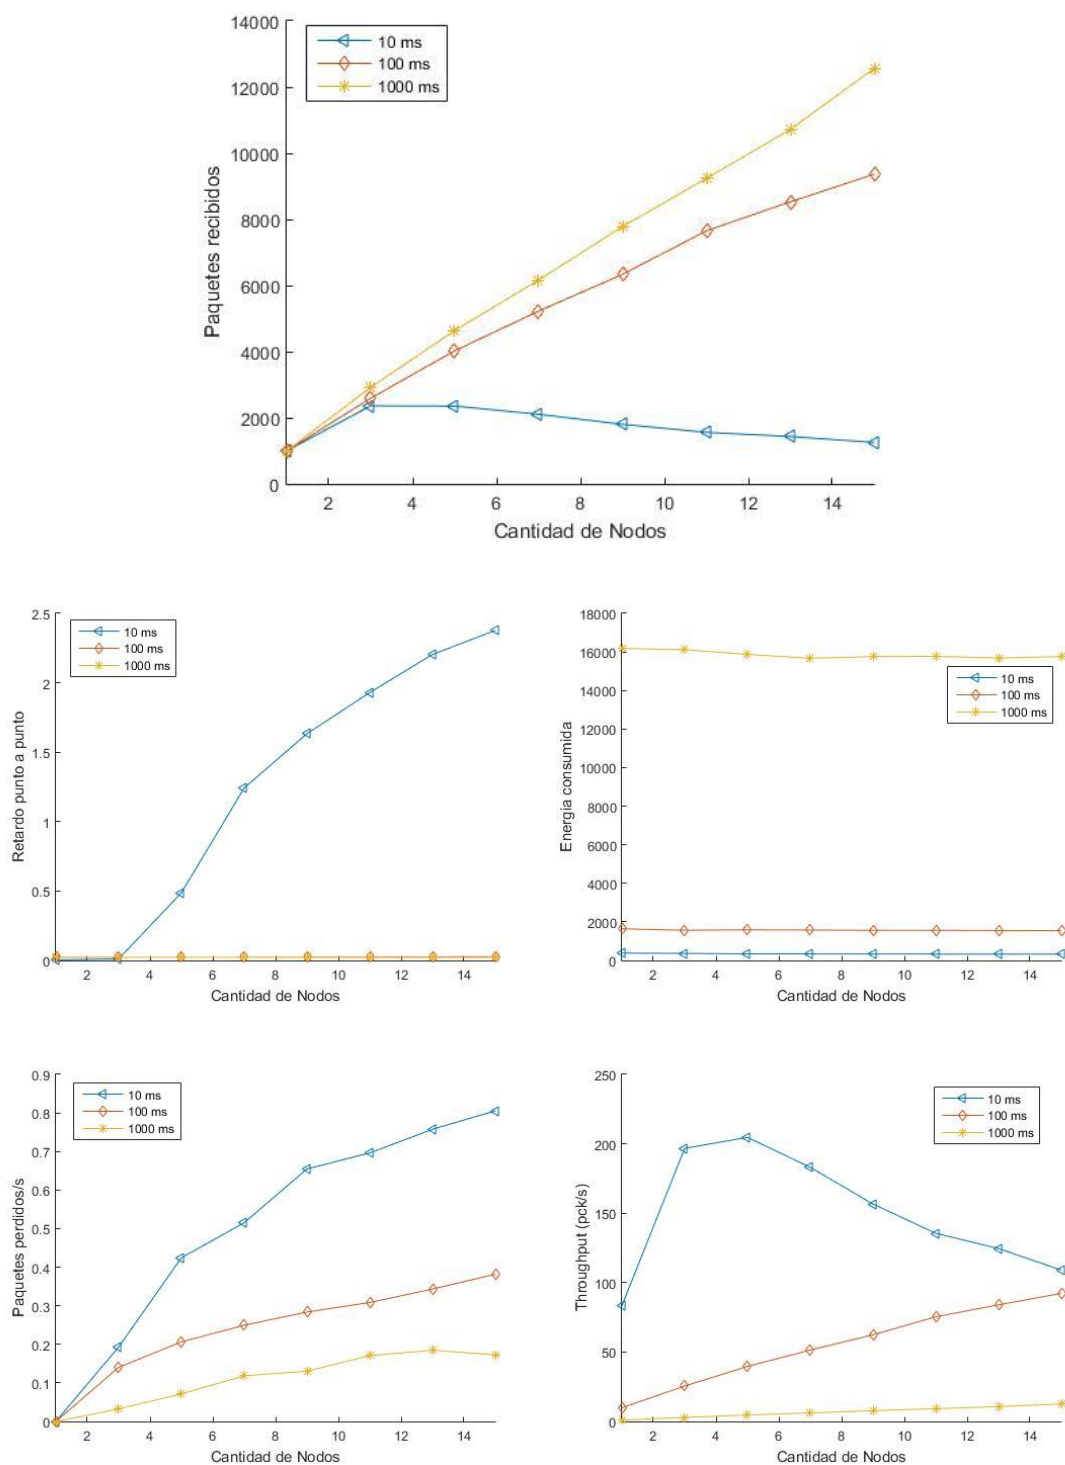 14000
12000
10000
8000
6000
4000
2000
0
Paquetes recibidos
10 ms
100 ms
1000 ms
2 4 6 8 10 12 14
Cantidad de Nodos
2.5
2
1.5
1
0.5
0
Retardo punto a punto
10 ms
100 ms
1000 ms
2 4 6 8 10 12 14
Cantidad de Nodos
18000
16000
14000
12000
10000
8000
6000
4000
2000
0
Energia consumida
10 ms
100 ms
1000 ms
2 4 6 8 10 12 14
Cantidad de Nodos
0.9
0.8
0.7
0.6
0.5
0.4
0.3
0.2
0.1
0
Paquetes perdidos/s
10 ms
100 ms
1000 ms
2 4 6 8 10 12 14
Cantidad de Nodos
250
200
150
100
50
0
Throughput (pck/s)
10 ms
100 ms
1000 ms
2 4 6 8 10 12 14
Cantidad de Nodos